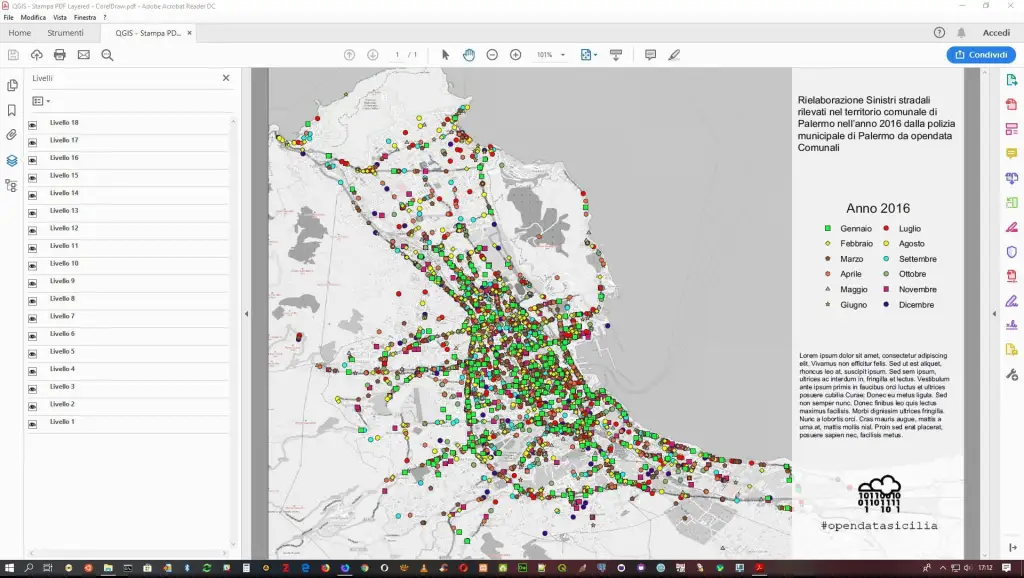 QGIS - Stampa PDF Layered - CorelDraw.pdf - Adobe Acrobat Reader DC
File Modifica Vista Finestra ?
Home Strumenti QGIS - Stampa PD... ×
Accedi
1 / 1
101%
Condividi
Livelli
Livello 18
Livello 17
Livello 16
Livello 15
Livello 14
Livello 13
Livello 12
Livello 11
Livello 10
Livello 9
Livello 8
Livello 7
Livello 6
Livello 5
Livello 4
Livello 3
Livello 2
Livello 1
Rielaborazione Sinistri stradali
rilevati nel territorio comunale di
Palermo nell'anno 2016 dalla polizia
municipale di Palermo da opendata
Comunali
Anno 2016
Gennaio Luglio
Febbraio Agosto
Marzo Settembre
Aprile Ottobre
Maggio Novembre
Giugno Dicembre
Lorem ipsum dolor sit amet, consectetur adipiscing
elit. Vivamus non efficitur felis. Sed ut est aliquet,
rhoncus leo at, suscipit ipsum. Sed sem ipsum,
ultrices ac interdum in, fringilla et lectus. Vestibulum
ante ipsum primis in faucibus orci luctus et ultrices
posuere cubilia Curae; Donec eu metus ligula. Sed
non semper nunc. Donec finibus leo quis lectus
maximus facilisis. Morbi dignissim ultrices fringilla.
Nunc a lobortis orci. Cras mauris augue, mattis a
urna at, mattis mollis nisl. Proin sed erat placerat,
posuere sapien nec, facilisis metus.
#opendatasicilia
17:12